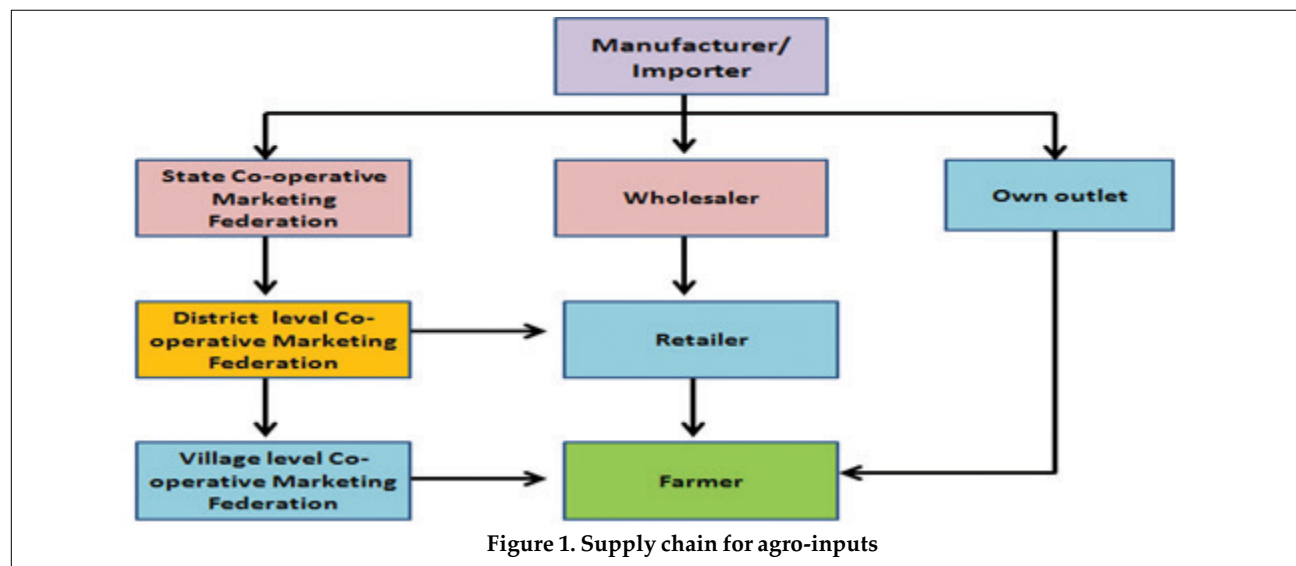 Manufacturer/
Importer
State Co-operative
Marketing
Federation
Wholesaler
Own outlet
District level Co-
operative Marketing
Federation
Retailer
Village level Co-
operative Marketing
Federation
Farmer
Figure 1. Supply chain for agro-inputs